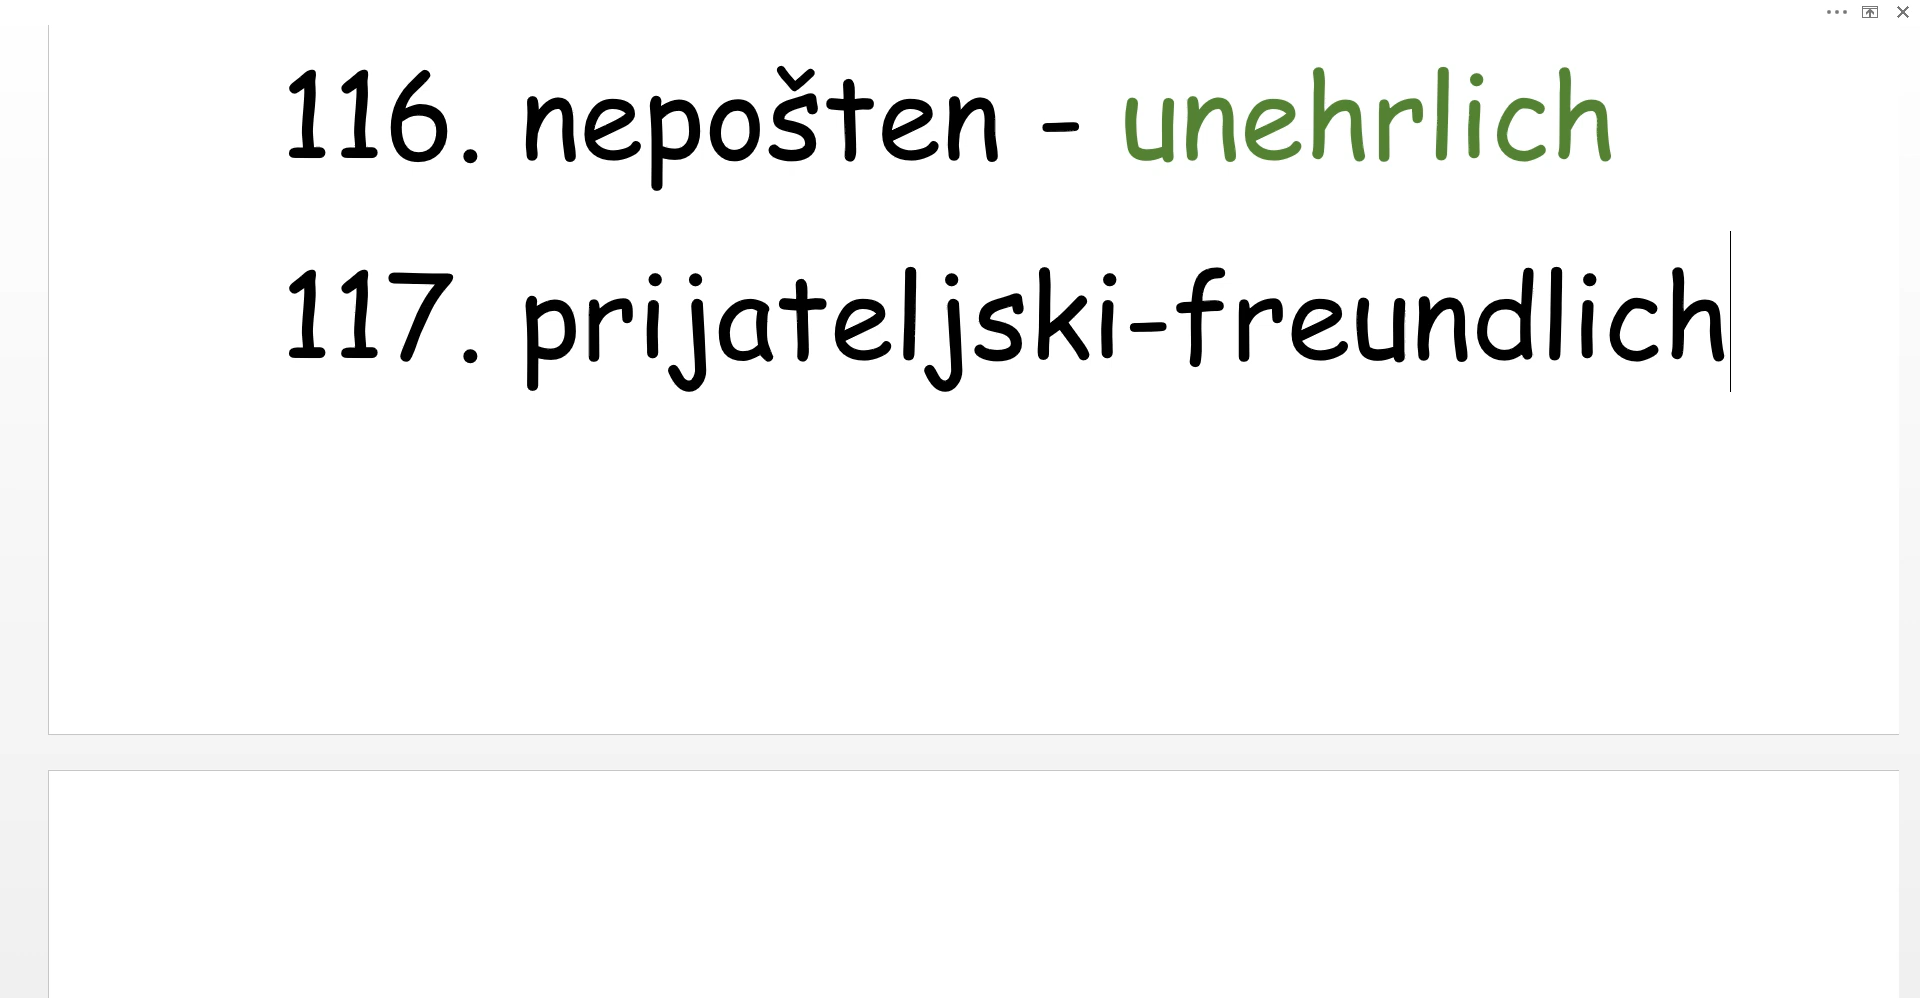 116. nepošten - unehrlich
117. prijateljski-freundlich